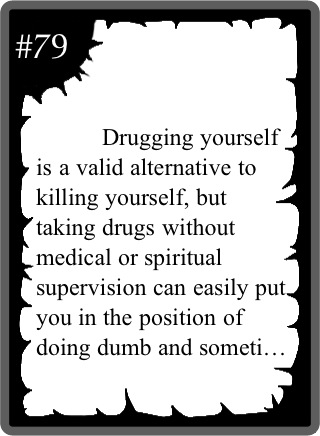 #79
Drugging yourself
is a valid alternative to
killing yourself, but
taking drugs without
medical or spiritual
supervision can easily put
you in the position of
doing dumb and someti…